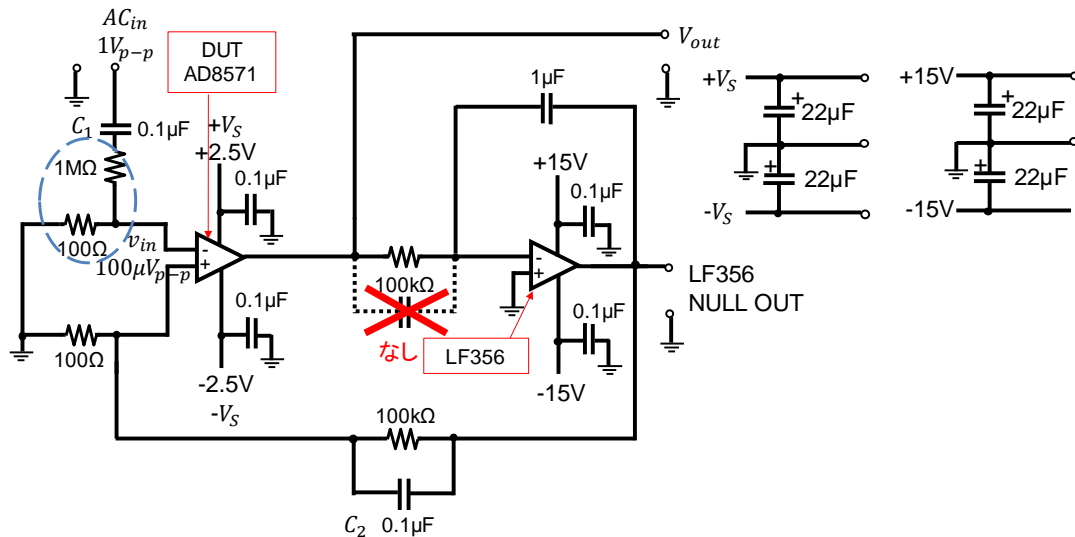 AC_in
1V_p−p
DUT
AD8571
C_1
0.1µF
1MΩ
+V_S
+2.5V
0.1µF
100Ω
v_in
100µV_p−p
-
+
100Ω
0.1µF
-2.5V
-V_S
V_out
1µF
+15V
0.1µF
100kΩ
-
+
なし
LF356
0.1µF
-15V
LF356
NULL OUT
100kΩ
C_2
0.1µF
+V_S
+
22µF
+
22µF
-V_S
+15V
+
22µF
+
22µF
-15V